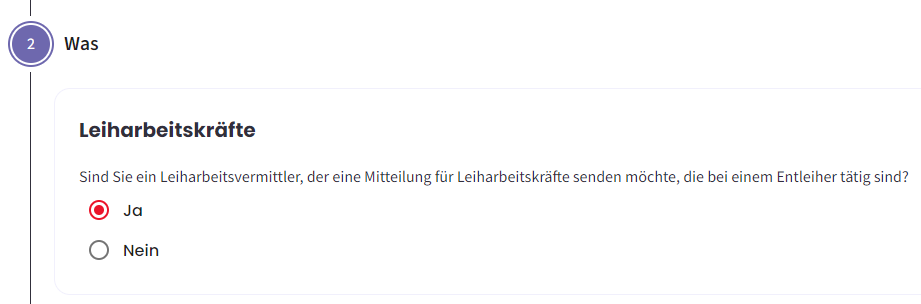 2
Was
Leiharbeitskräfte
Sind Sie ein Leiharbeitsvermittler, der eine Mitteilung für Leiharbeitskräfte senden möchte, die bei einem Entleiher tätig sind?
Ja
Nein